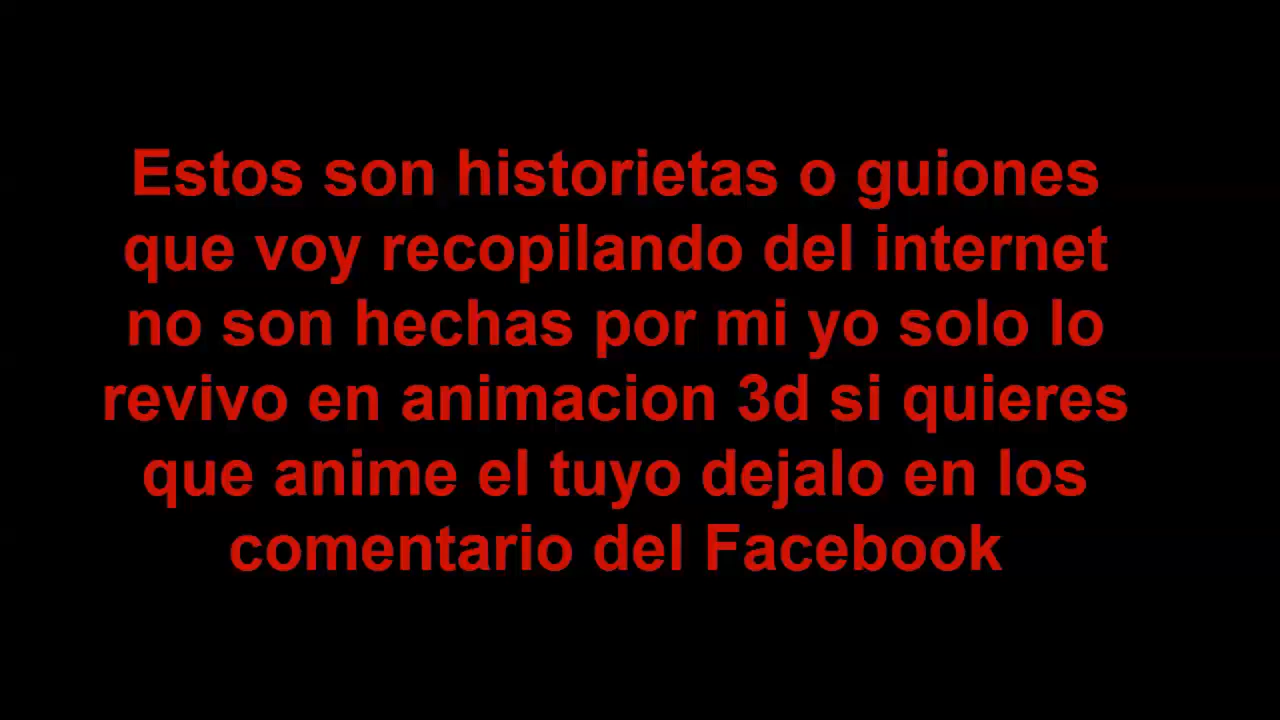 Estos son historietas o guiones
que voy recopilando del internet
no son hechas por mi yo solo lo
revivo en animacion 3d si quieres
que anime el tuyo dejalo en los
comentario del Facebook